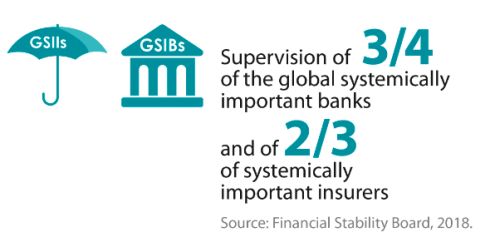 GSIIs
GSIBs
Supervision of 3/4
of the global systemically
important banks
and of 2/3
of systemically
important insurers
Source: Financial Stability Board, 2018.